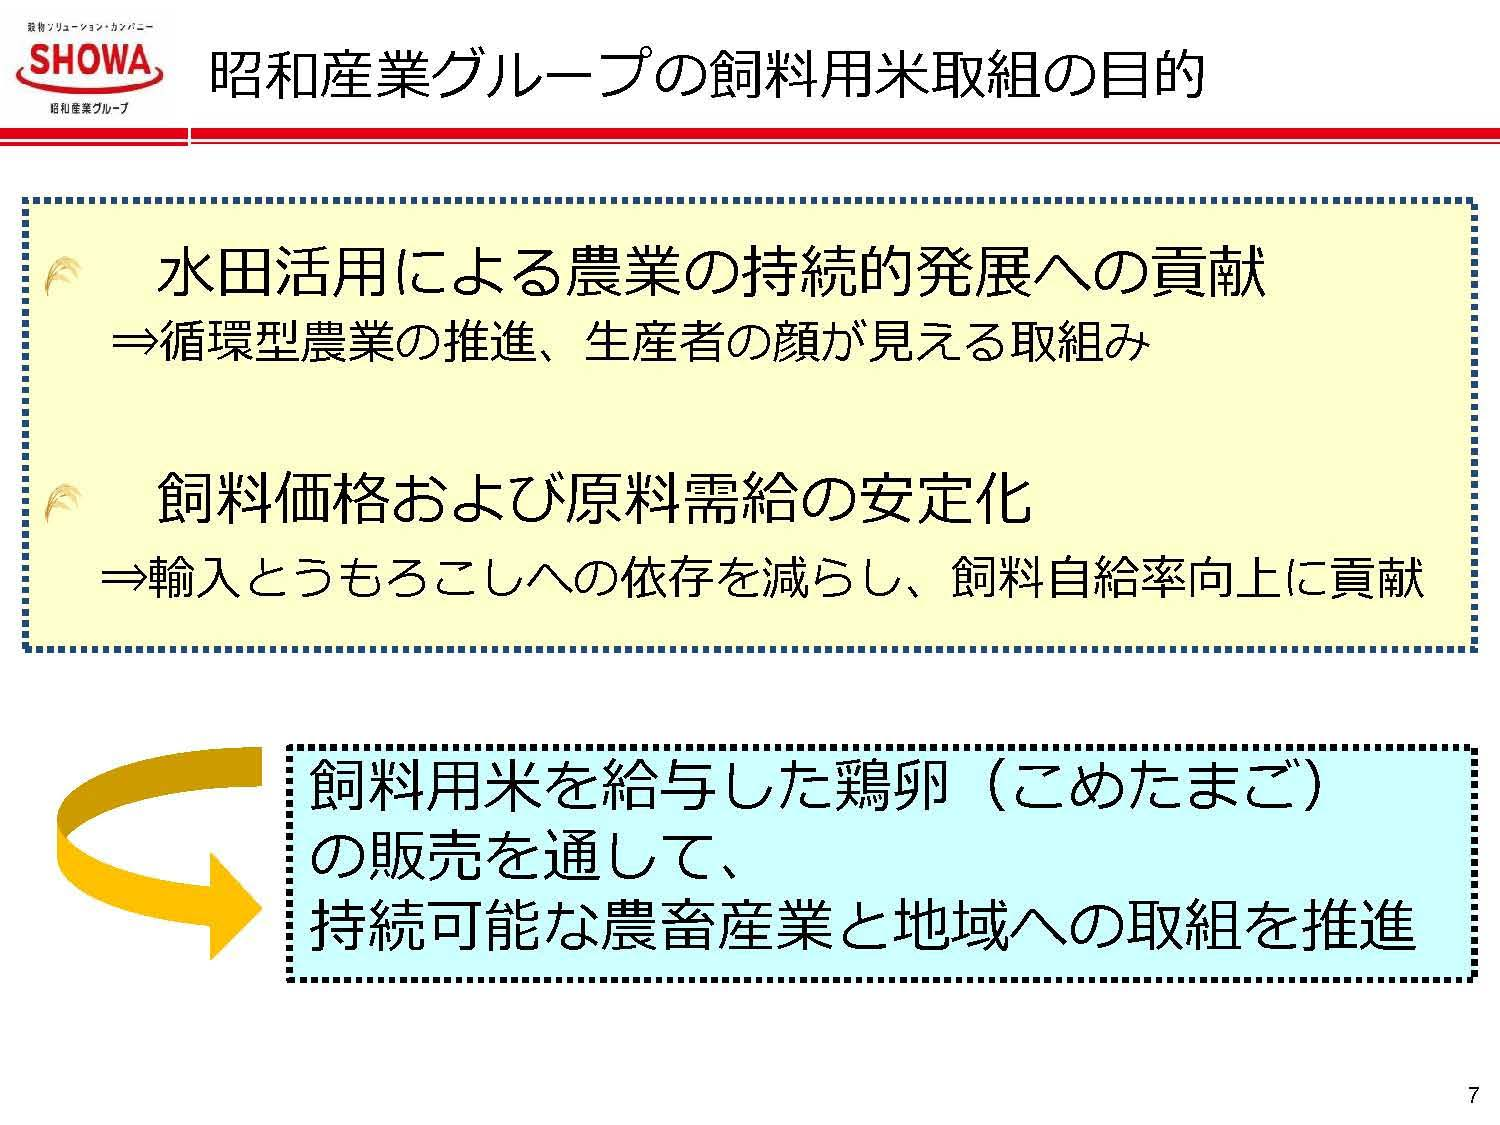 穀物ソリューション・カンパニー
SHOWA
昭和産業グループ
昭和産業グループの飼料用米取組の目的
水田活用による農業の持続的発展への貢献
⇒循環型農業の推進、生産者の顔が見える取組み
飼料価格および原料需給の安定化
⇒輸入とうもろこしへの依存を減らし、飼料自給率向上に貢献
飼料用米を給与した鶏卵（こめたまご）
の販売を通して、
持続可能な農畜産業と地域への取組を推進
7